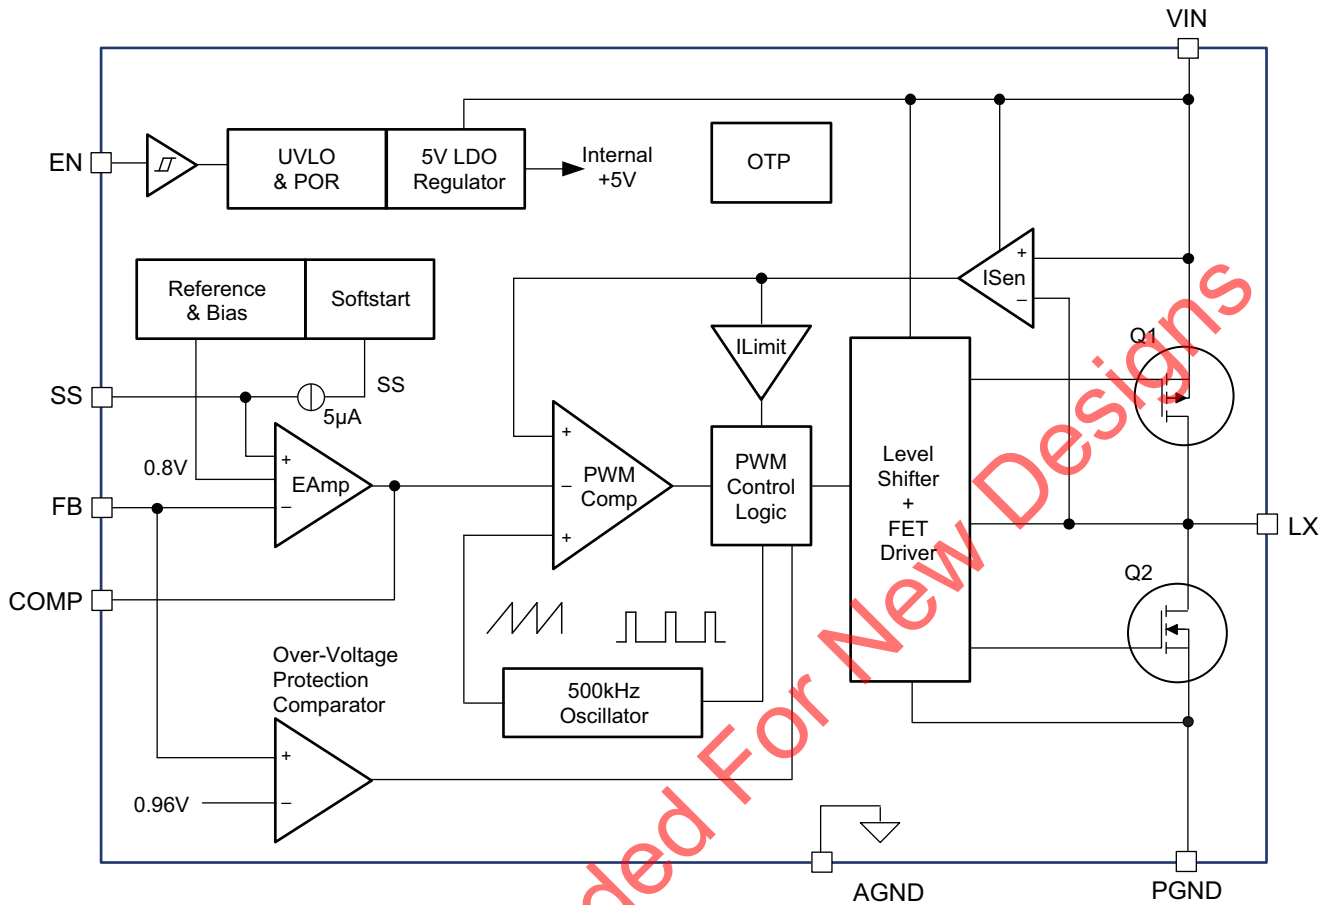 VIN
EN
UVLO
& POR
5V LDO
Regulator
Internal
+5V
OTP
Reference
& Bias
Softstart
+
ISen
−
ILimit
Q1
SS
SS
5µA
+
0.8V
EAmp
−
FB
+
PWM
Comp
−
+
PWM
Control
Logic
Level
Shifter
+
FET
Driver
LX
Q2
COMP
Over-Voltage
Protection
Comparator
500kHz
Oscillator
+
0.96V
−
AGND
PGND
ded For New Designs